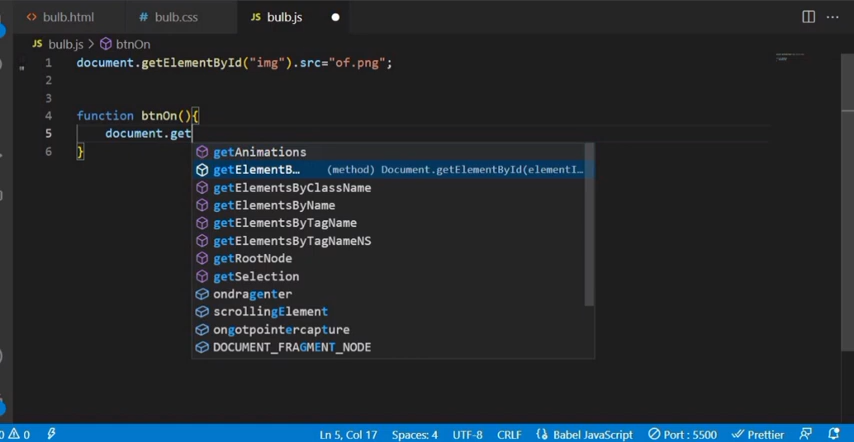 <> bulb.html # bulb.css JS bulb.js ● ...
JS bulb.js > btnOn
1 document.getElementById("img").src="of.png";
2
3
4 function btnOn(){
5 document.get
6 }
getAnimations
getElementB... (method) Document.getElementById(elementI...
getElementsByClassName
getElementsByName
getElementsByTagName
getElementsByTagNameNS
getRootNode
getSelection
ondragenter
scrollingElement
ongotpointercapture
DOCUMENT_FRAGMENT_NODE
0 0 Ln 5, Col 17 Spaces: 4 UTF-8 CRLF Babel JavaScript Port : 5500 Prettier